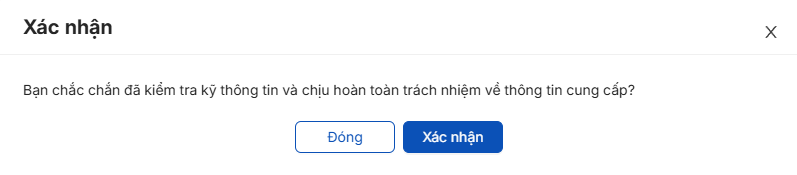 Xác nhận
Bạn chắc chắn đã kiểm tra kỹ thông tin và chịu hoàn toàn trách nhiệm về thông tin cung cấp?
Đóng
Xác nhận